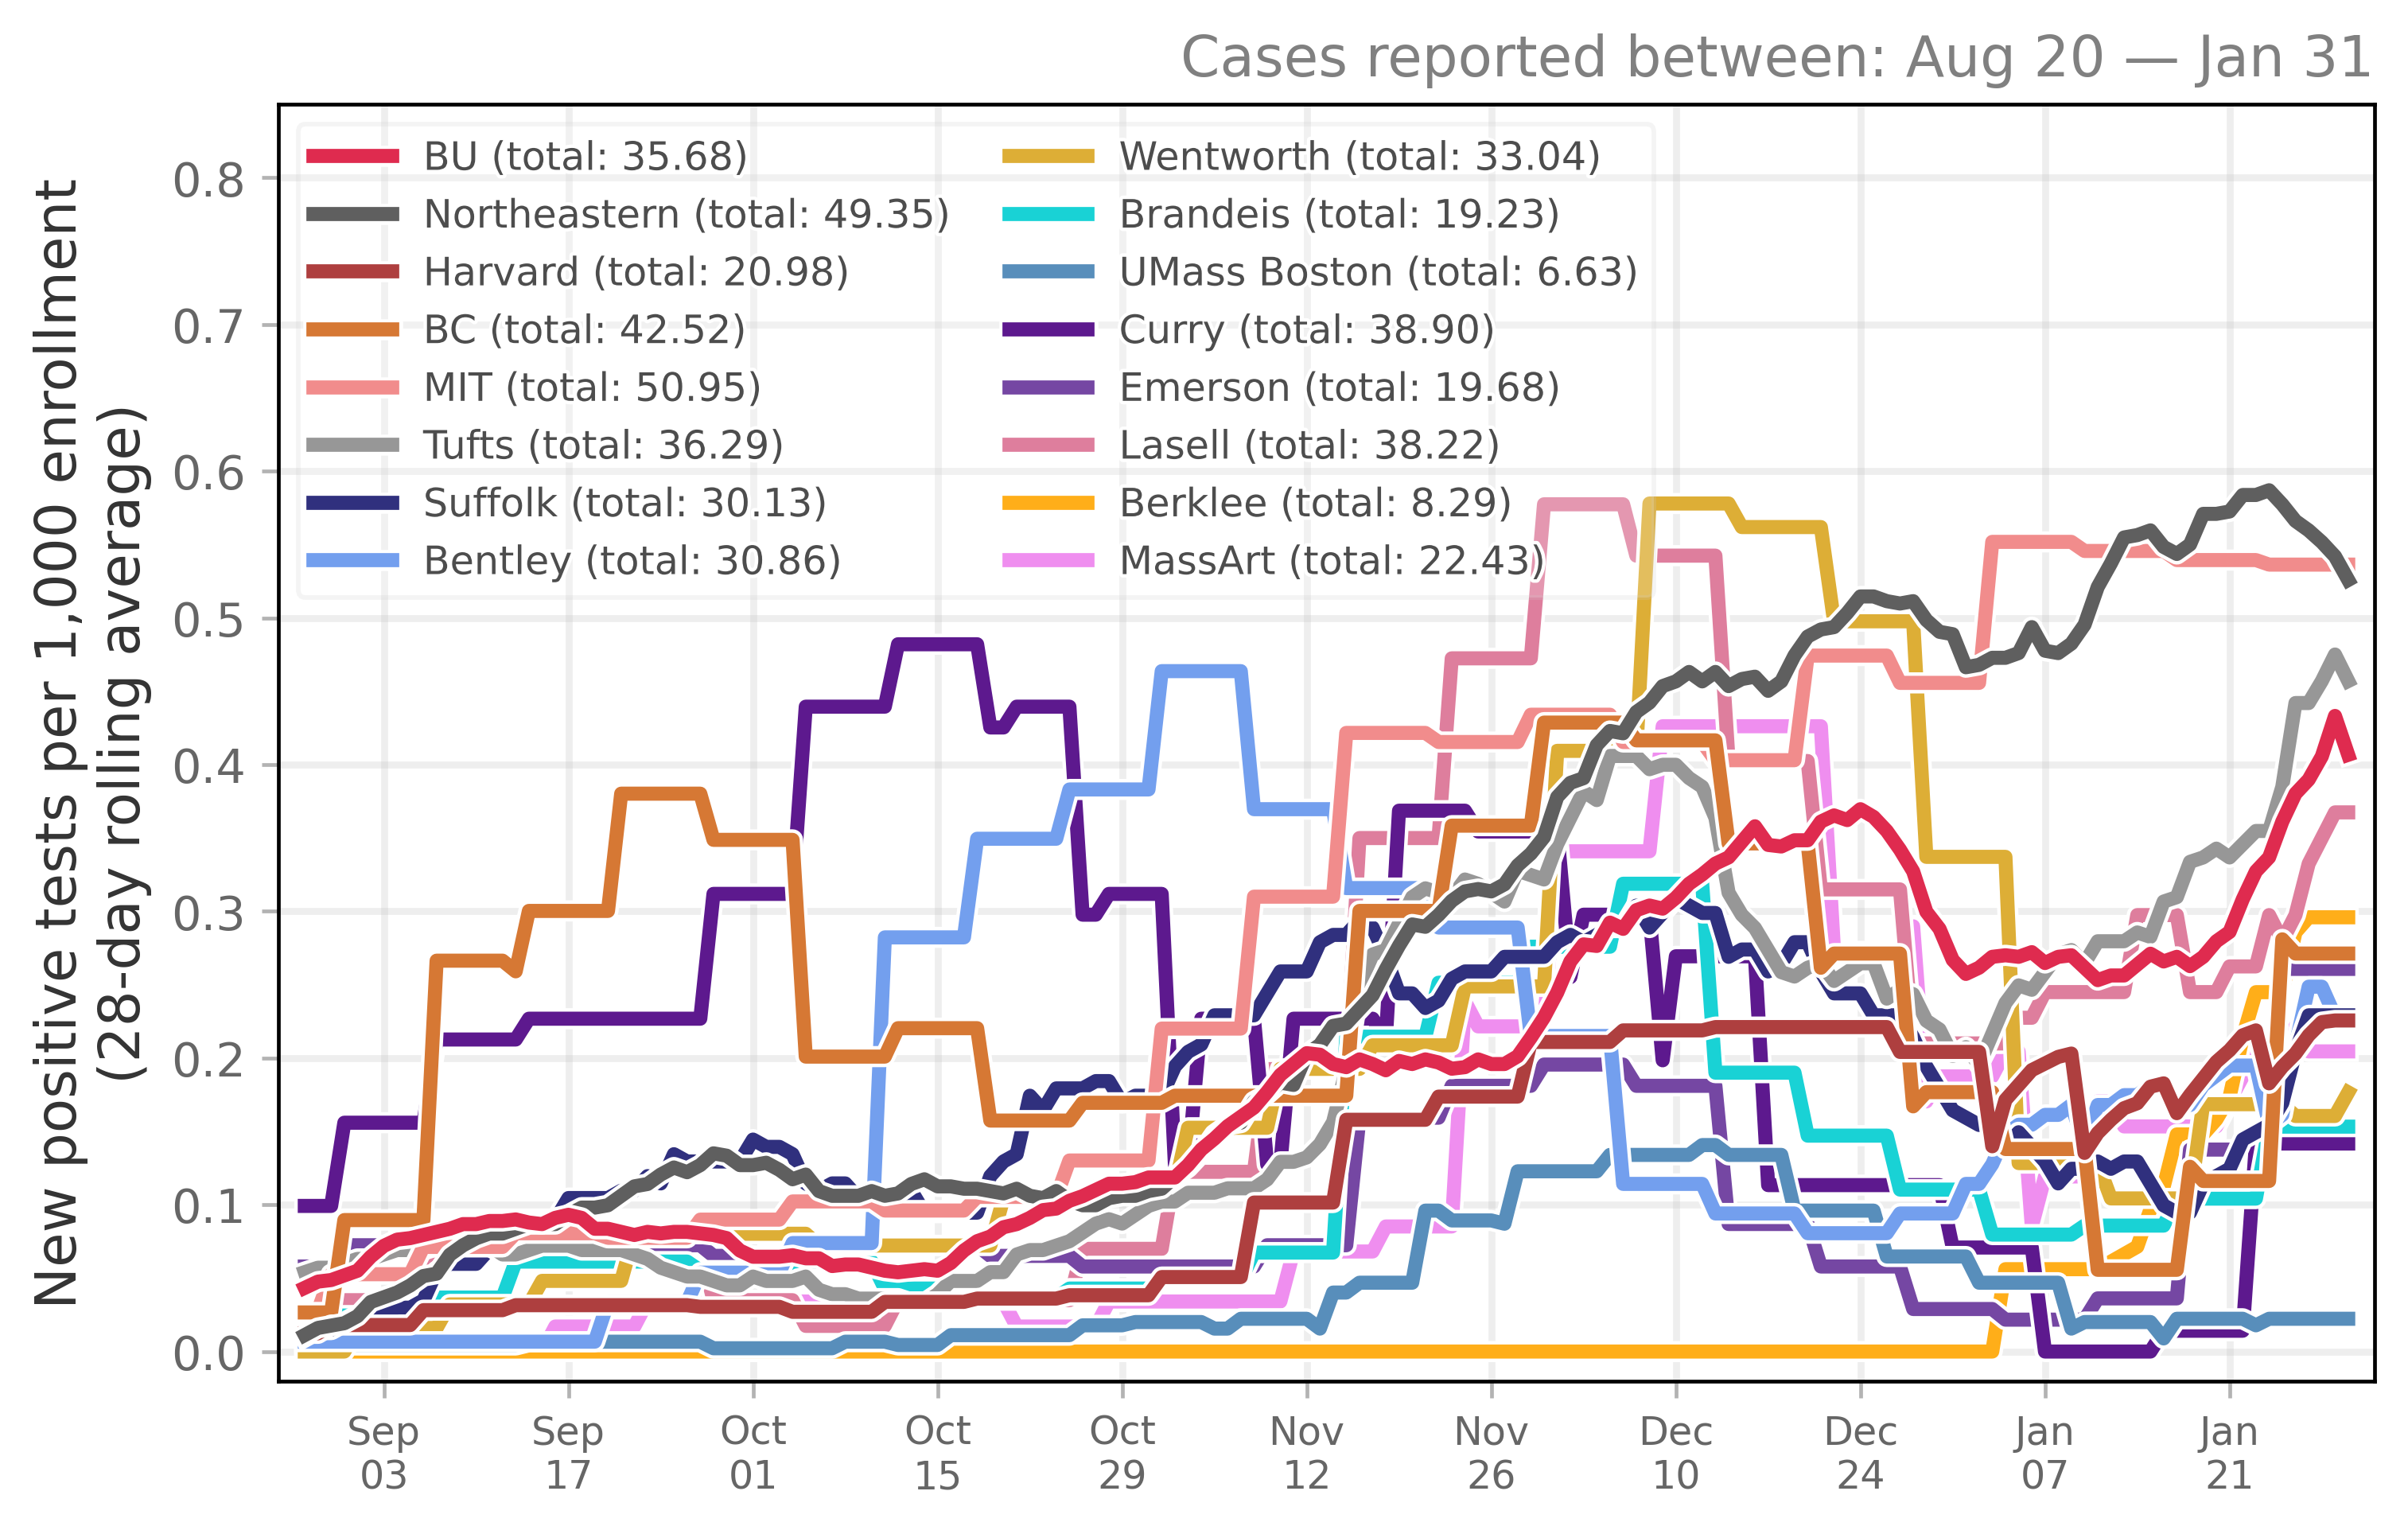 Cases reported between: Aug 20 — Jan 31
New positive tests per 1,000 enrollment
(28-day rolling average)
0.8
0.7
0.6
0.5
0.4
0.3
0.2
0.1
0.0
BU (total: 35.68)
Northeastern (total: 49.35)
Harvard (total: 20.98)
BC (total: 42.52)
MIT (total: 50.95)
Tufts (total: 36.29)
Suffolk (total: 30.13)
Bentley (total: 30.86)
Wentworth (total: 33.04)
Brandeis (total: 19.23)
UMass Boston (total: 6.63)
Curry (total: 38.90)
Emerson (total: 19.68)
Lasell (total: 38.22)
Berklee (total: 8.29)
MassArt (total: 22.43)
Sep
03
Sep
17
Oct
01
Oct
15
Oct
29
Nov
12
Nov
26
Dec
10
Dec
24
Jan
07
Jan
21